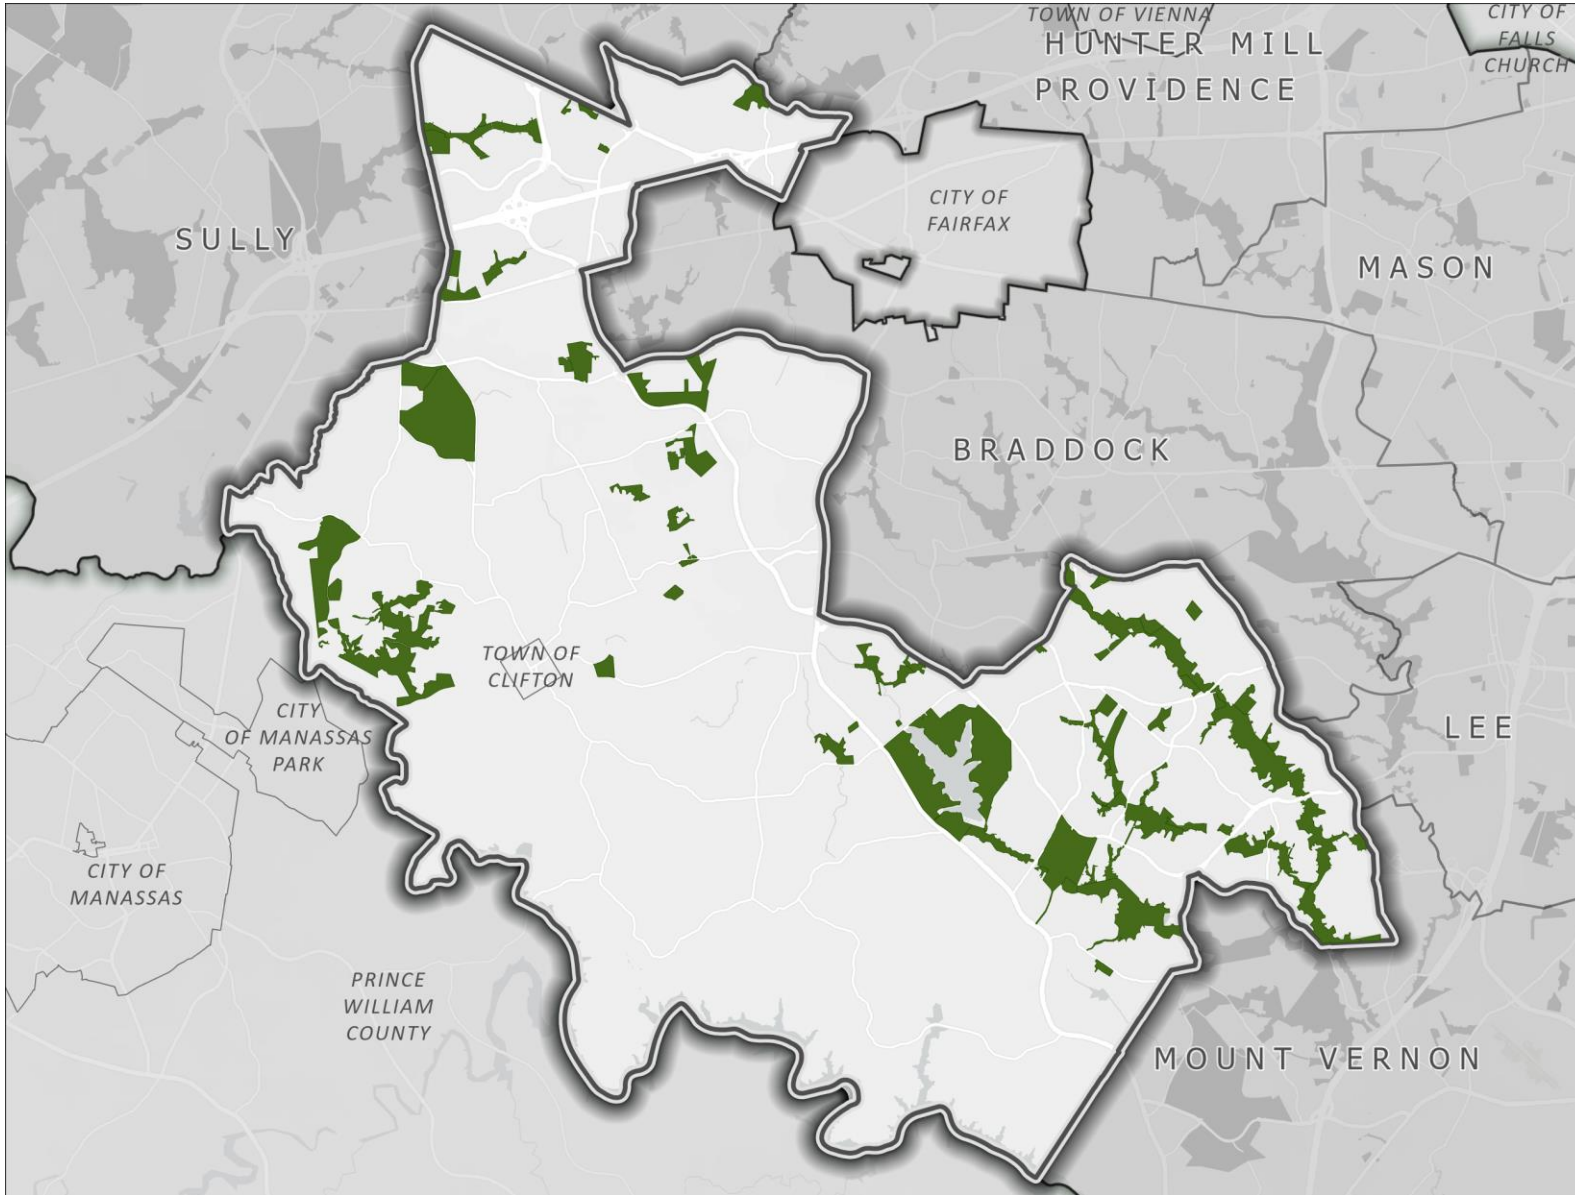 TOWN OF VIENNA
HUNTER MILL
PROVIDENCE
CITY OF
FALLS
CHURCH
SULLY
CITY OF
FAIRFAX
MASON
BRADDOCK
TOWN OF
CLIFTON
CITY
OF MANASSAS
PARK
LEE
CITY OF
MANASSAS
PRINCE
WILLIAM
COUNTY
MOUNT VERNON